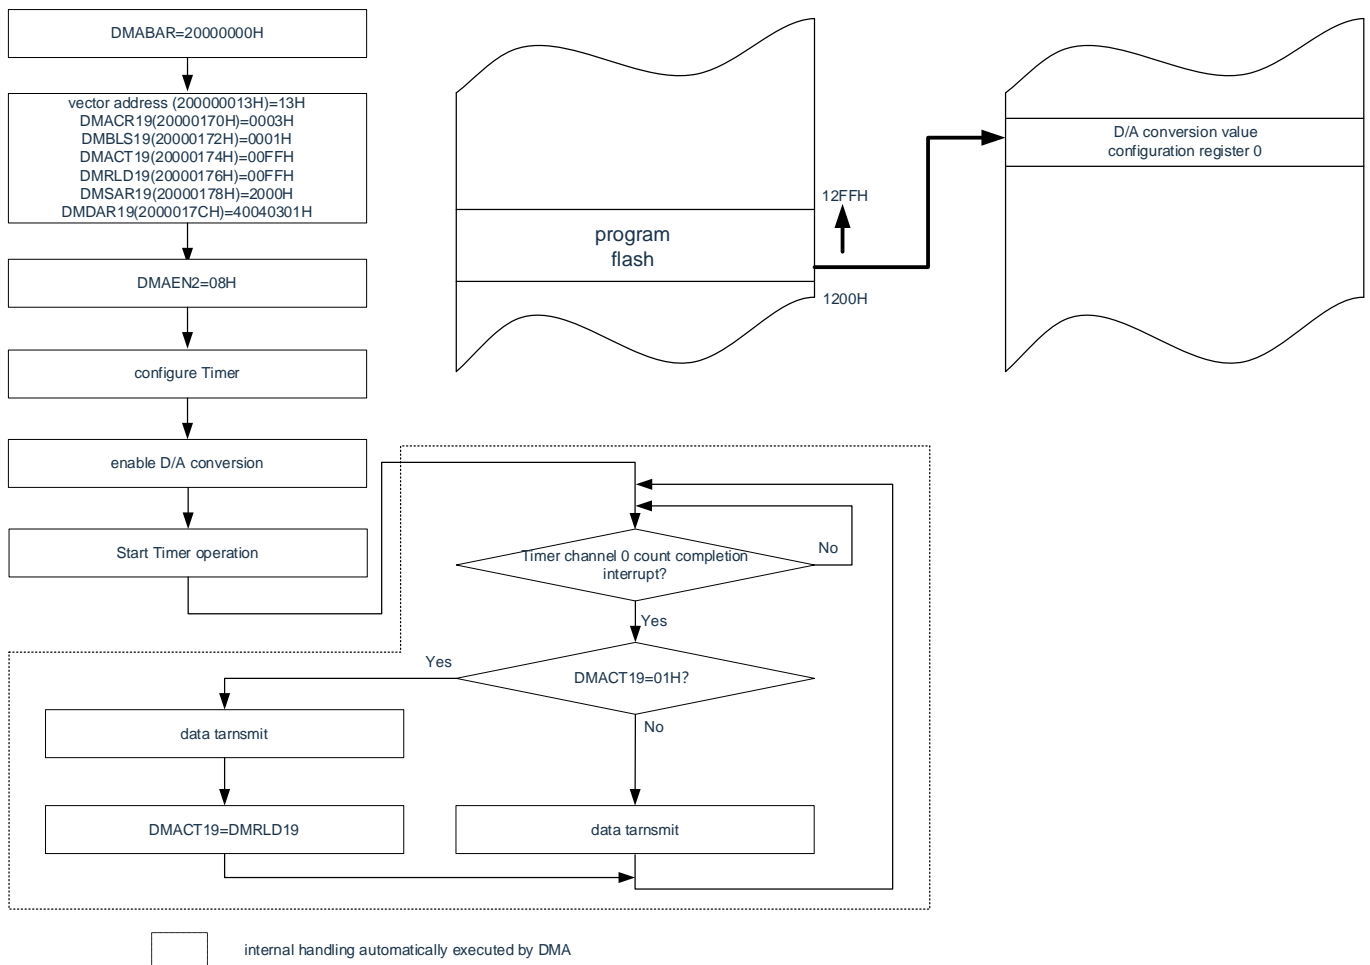 DMABAR=20000000H
vector address (200000013H)=13H
DMACR19(20000170H)=0003H
DMBLS19(20000172H)=0001H
DMACT19(20000174H)=00FFH
DMRLD19(20000176H)=00FFH
DMSAR19(20000178H)=2000H
DMDAR19(2000017CH)=40040301H
DMAEN2=08H
configure Timer
enable D/A conversion
Start Timer operation
program
flash
12FFH
1200H
D/A conversion value
configuration register 0
Timer channel 0 count completion
interrupt?
No
Yes
DMACT19=01H?
Yes
No
data tarnsmit
DMACT19=DMRLD19
data tarnsmit
internal handling automatically executed by DMA